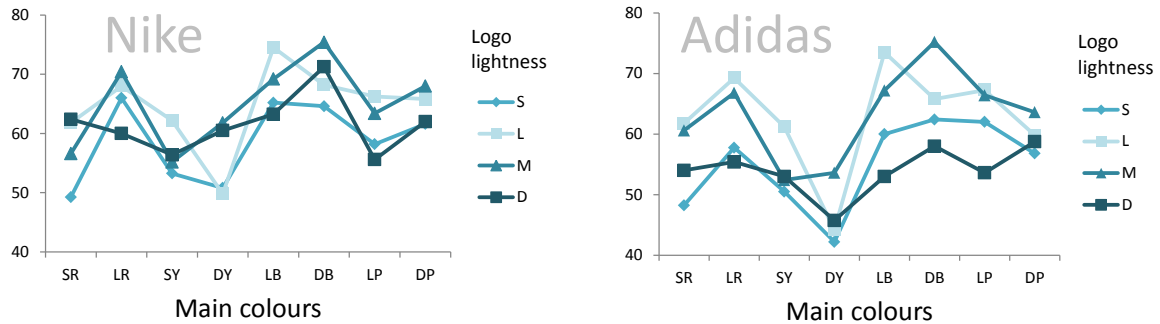 Nike
80
70
60
50
40
SR LR SY DY LB DB LP DP
Main colours
Logo
lightness
S
L
M
D
Adidas
80
70
60
50
40
SR LR SY DY LB DB LP DP
Main colours
Logo
lightness
S
L
M
D